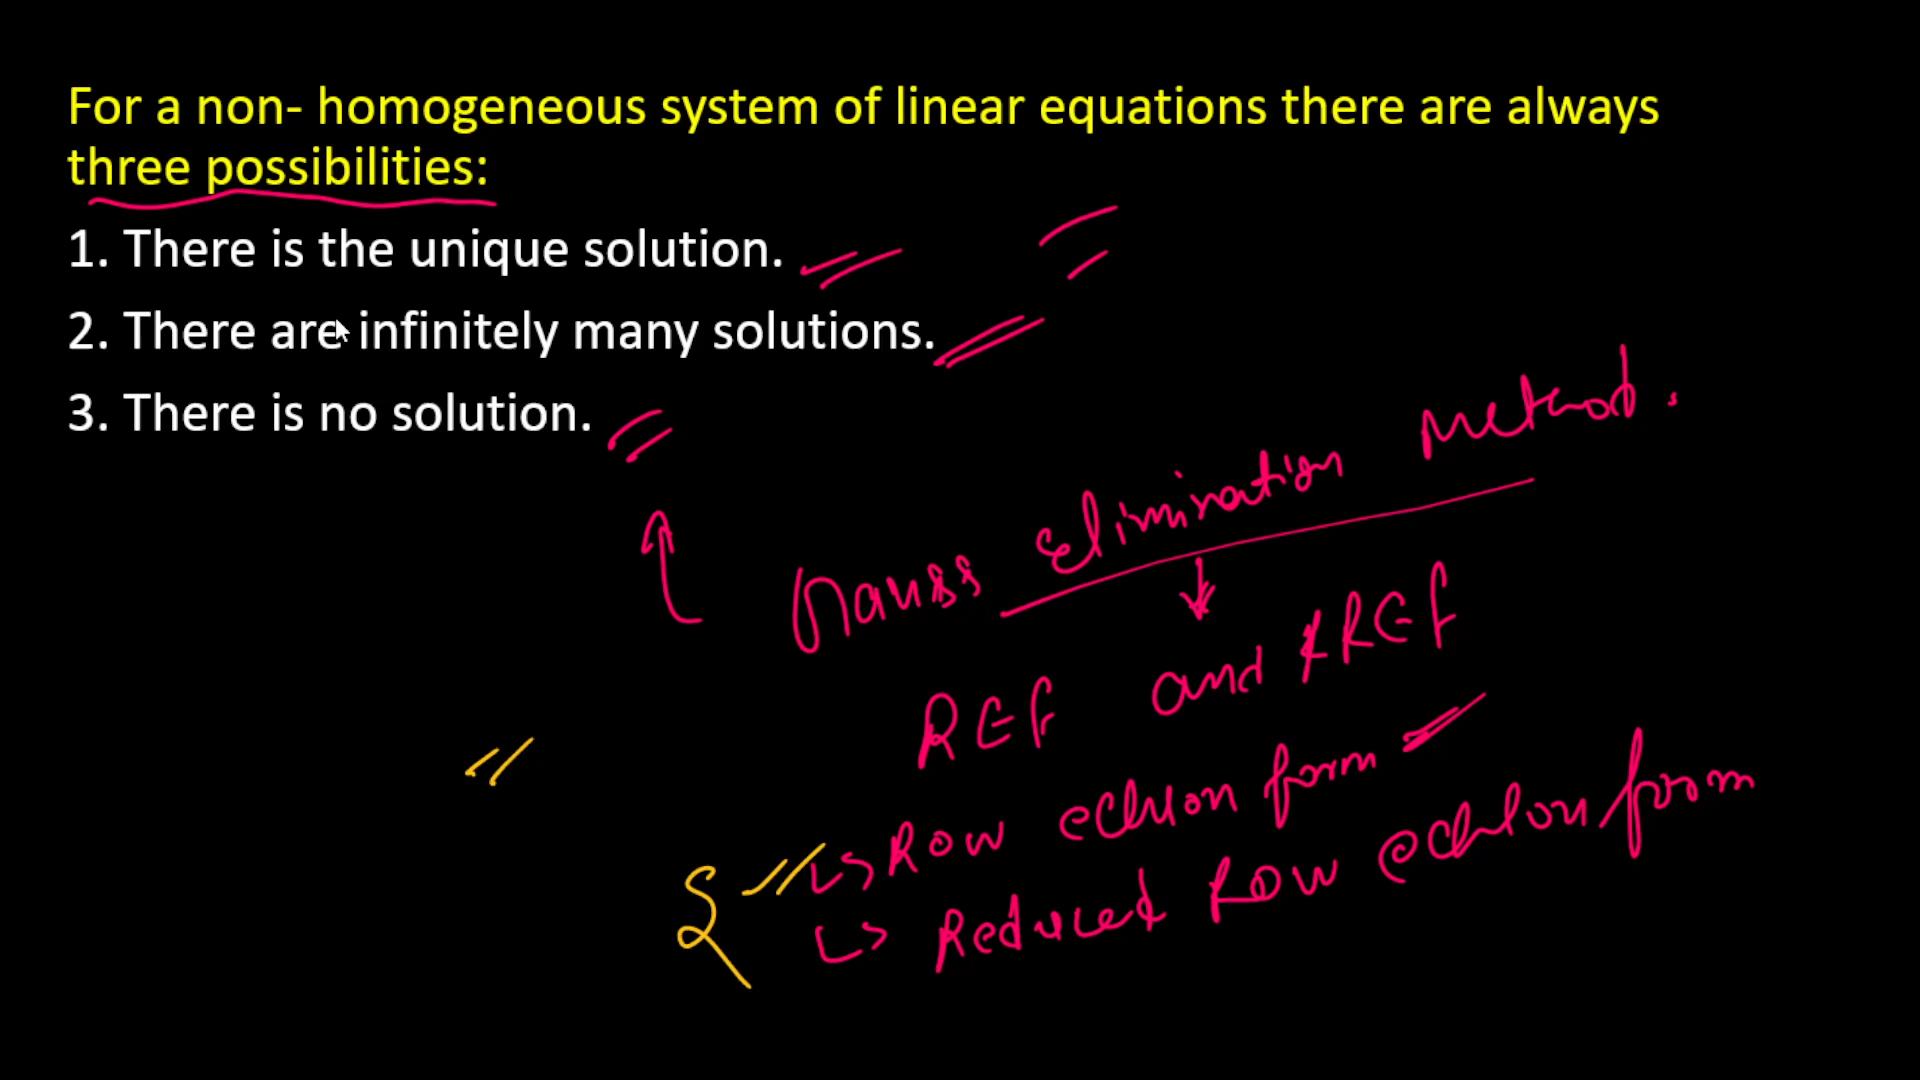 For a non- homogeneous system of linear equations there are always
three possibilities:
1. There is the unique solution.
2. There are infinitely many solutions.
3. There is no solution.
Gauss Elimination Method.
REF and RREF
Row echelon form
Reduced Row echelon form